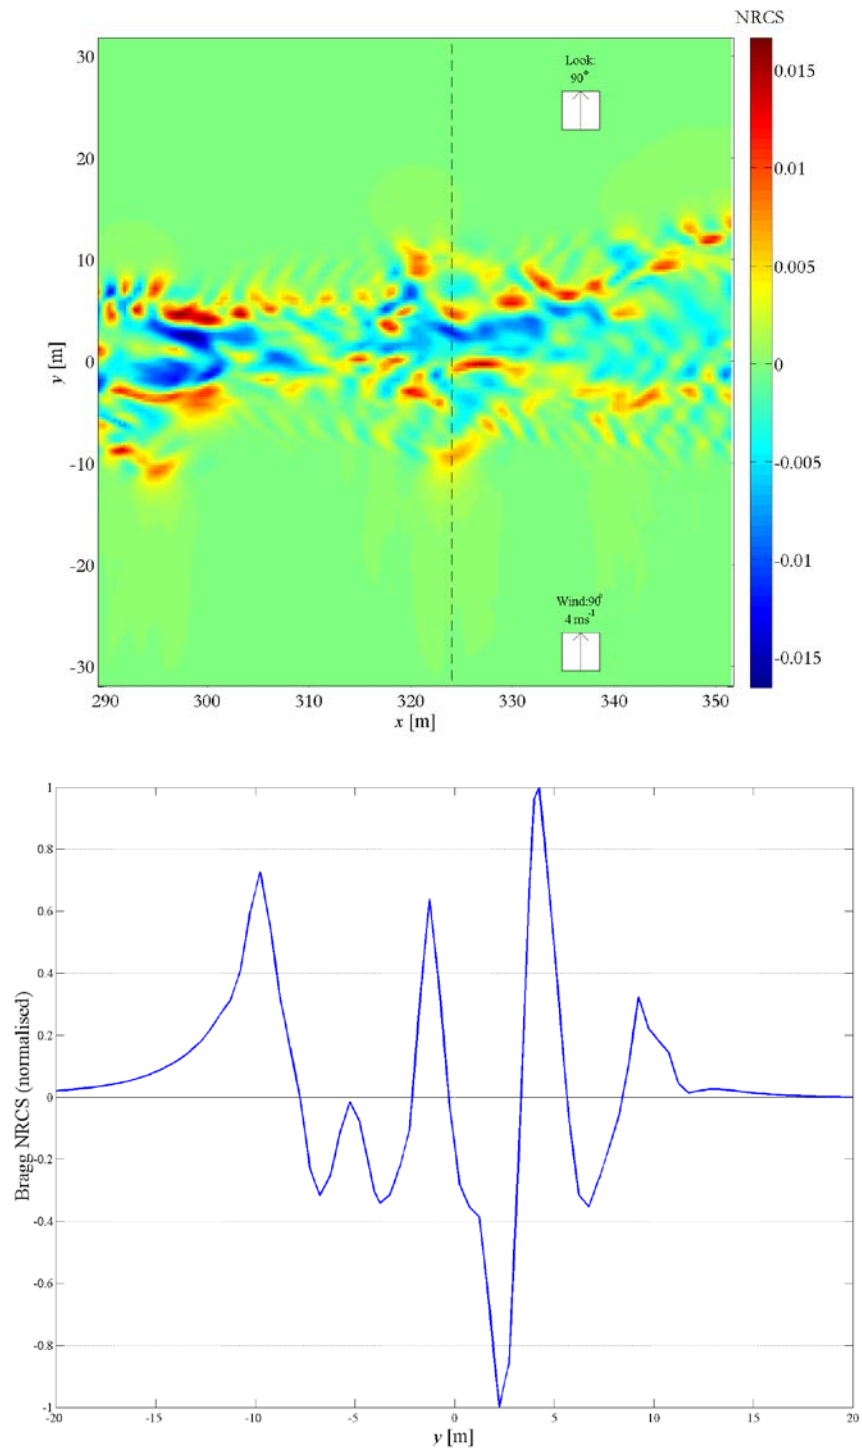 NRCS
30
20
10
0
-10
-20
-30
y [m]
Look:
90°
Wind:90°
4 ms⁻¹
290 300 310 320 330 340 350
x [m]
0.015
0.01
0.005
0
-0.005
-0.01
-0.015
1
0.8
0.6
0.4
0.2
0
-0.2
-0.4
-0.6
-0.8
-1
Bragg NRCS (normalised)
-20 -15 -10 -5 0 5 10 15 20
y [m]